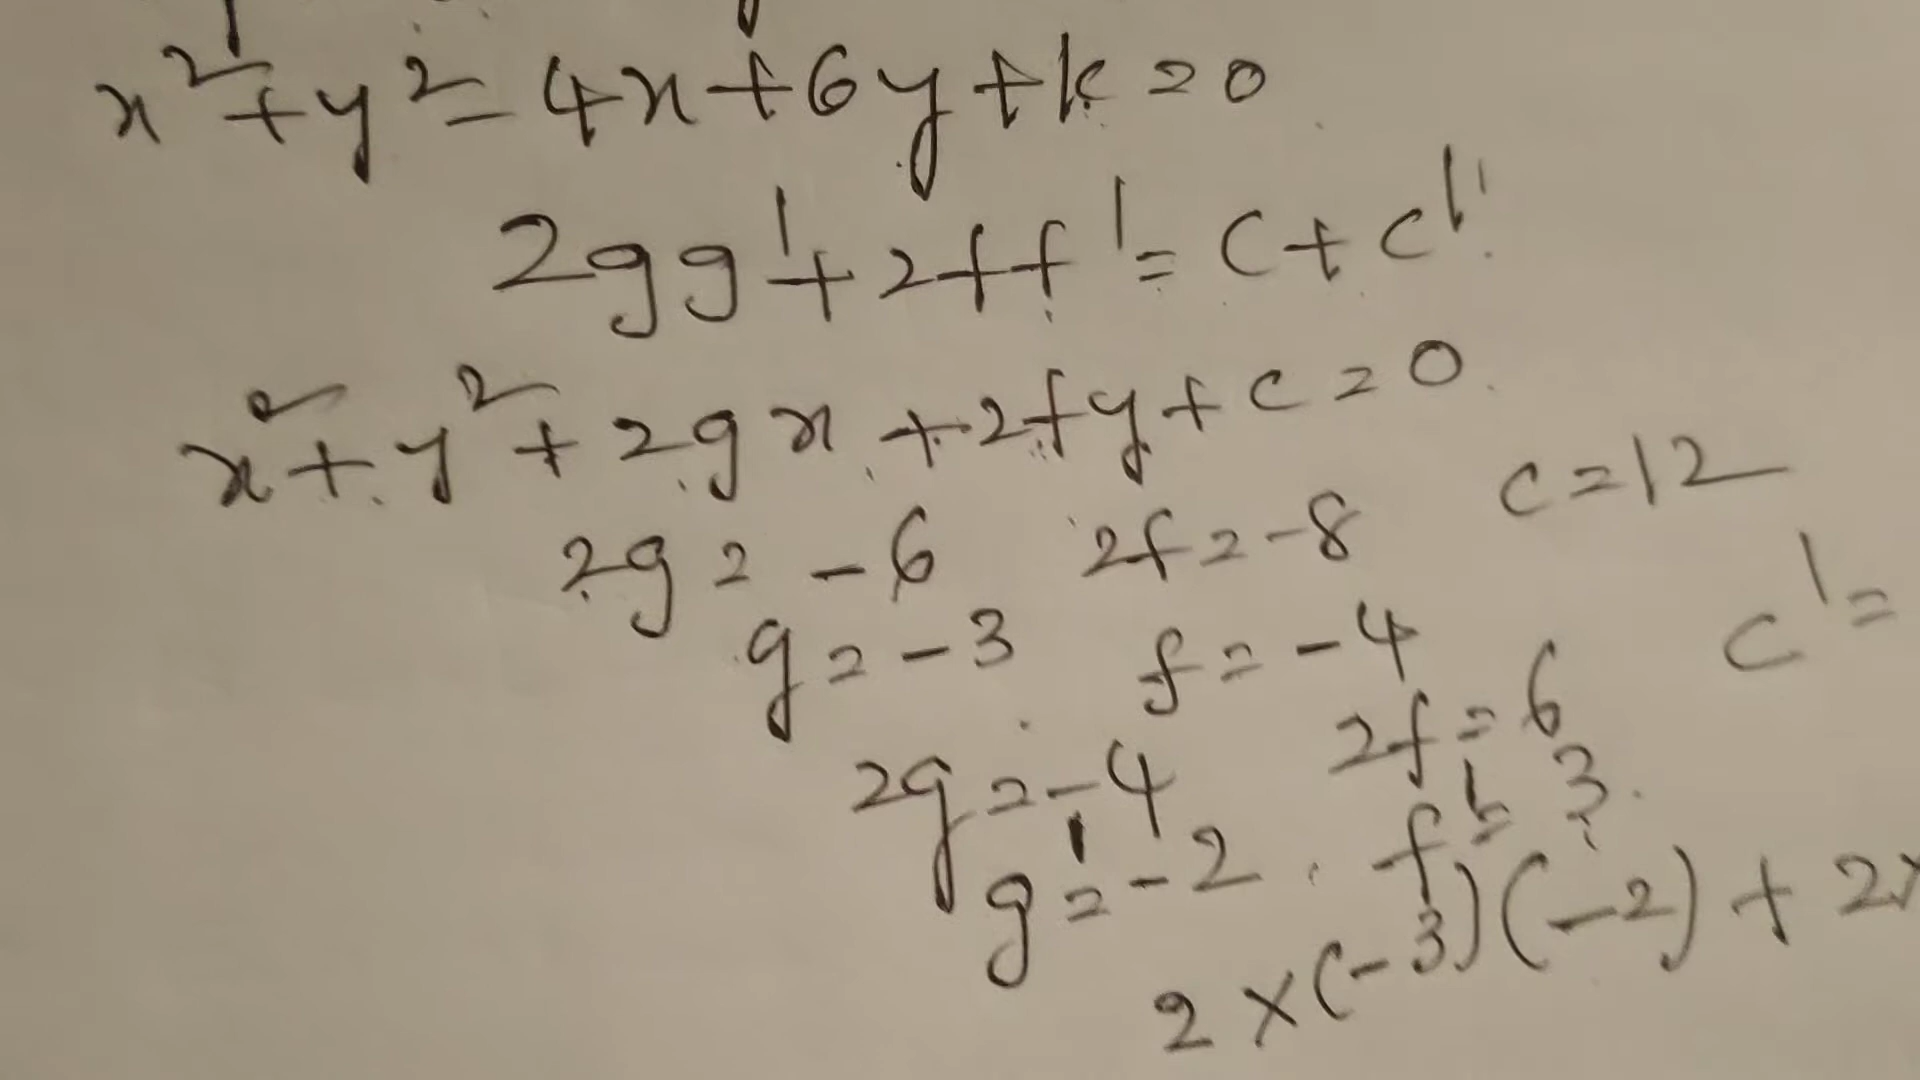 x² + y² = 4x + 6y + k = 0
2gg' + 2ff' = c + c'
x² + y² + 2gx + 2fy + c = 0
2g = -6 2f = -8 c = 12
g = -3 f = -4 c' =
2g = -4 2f = 6
g' = -2 f' = 3
2 × (-3)(-2) + 2×